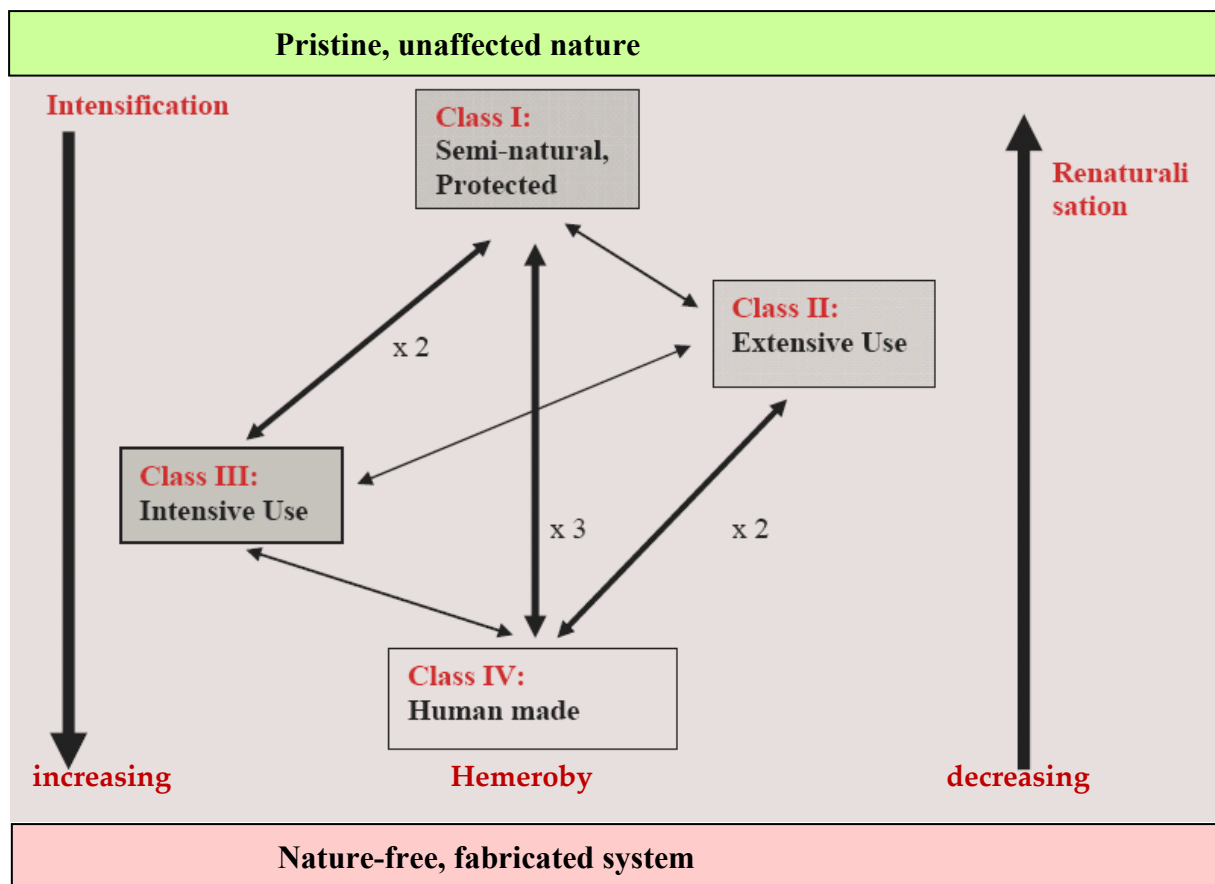 Pristine, unaffected nature
Intensification
Class I:
Semi-natural,
Protected
Renaturali
sation
Class II:
Extensive Use
x 2
Class III:
Intensive Use
x 3
x 2
Class IV:
Human made
increasing
Hemeroby
decreasing
Nature-free, fabricated system